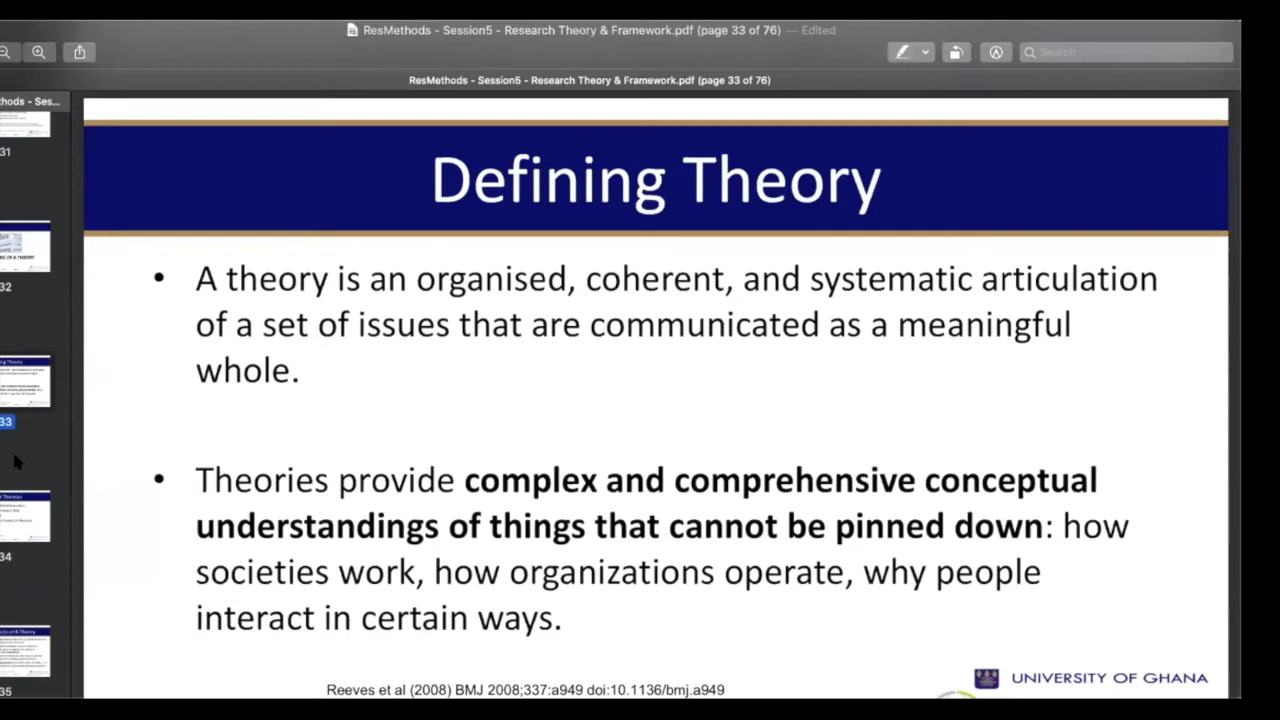 ResMethods - Session5 - Research Theory & Framework.pdf (page 33 of 76) — Edited
Search
ResMethods - Session5 - Research Theory & Framework.pdf (page 33 of 76)
thods - Ses...
31
32
33
34
35
Defining Theory
• A theory is an organised, coherent, and systematic articulation
of a set of issues that are communicated as a meaningful
whole.
• Theories provide complex and comprehensive conceptual
understandings of things that cannot be pinned down: how
societies work, how organizations operate, why people
interact in certain ways.
Reeves et al (2008) BMJ 2008;337:a949 doi:10.1136/bmj.a949
UNIVERSITY OF GHANA